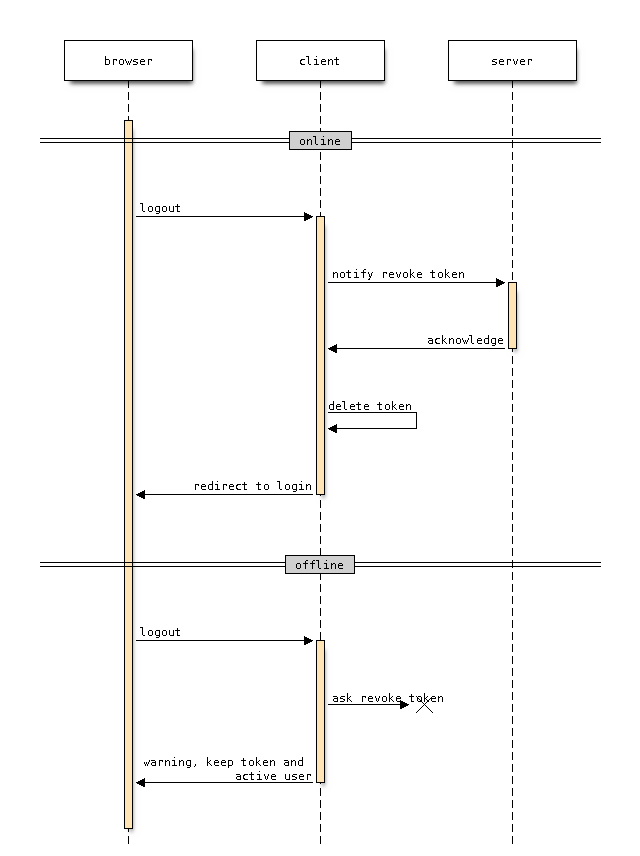 browser
client
server
online
logout
notify revoke token
acknowledge
delete token
redirect to login
offline
logout
ask revoke token
warning, keep token and
active user